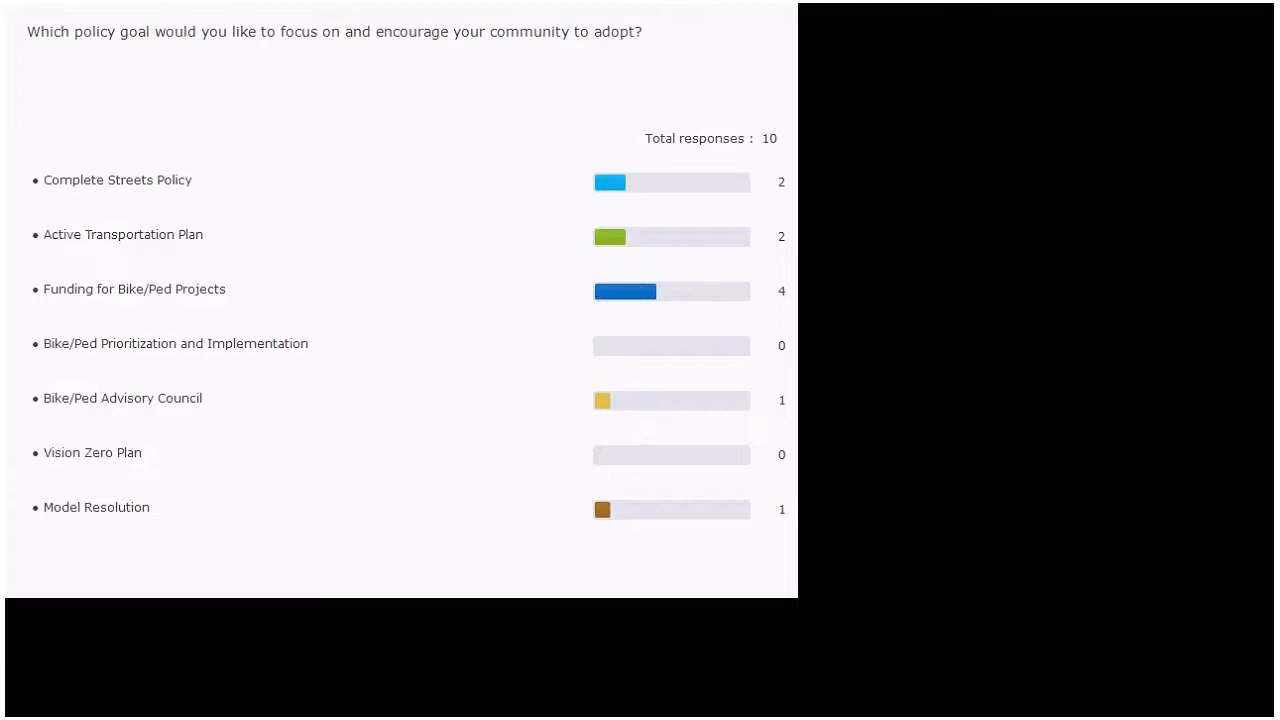 Which policy goal would you like to focus on and encourage your community to adopt?
Total responses : 10
• Complete Streets Policy 2
• Active Transportation Plan 2
• Funding for Bike/Ped Projects 4
• Bike/Ped Prioritization and Implementation 0
• Bike/Ped Advisory Council 1
• Vision Zero Plan 0
• Model Resolution 1